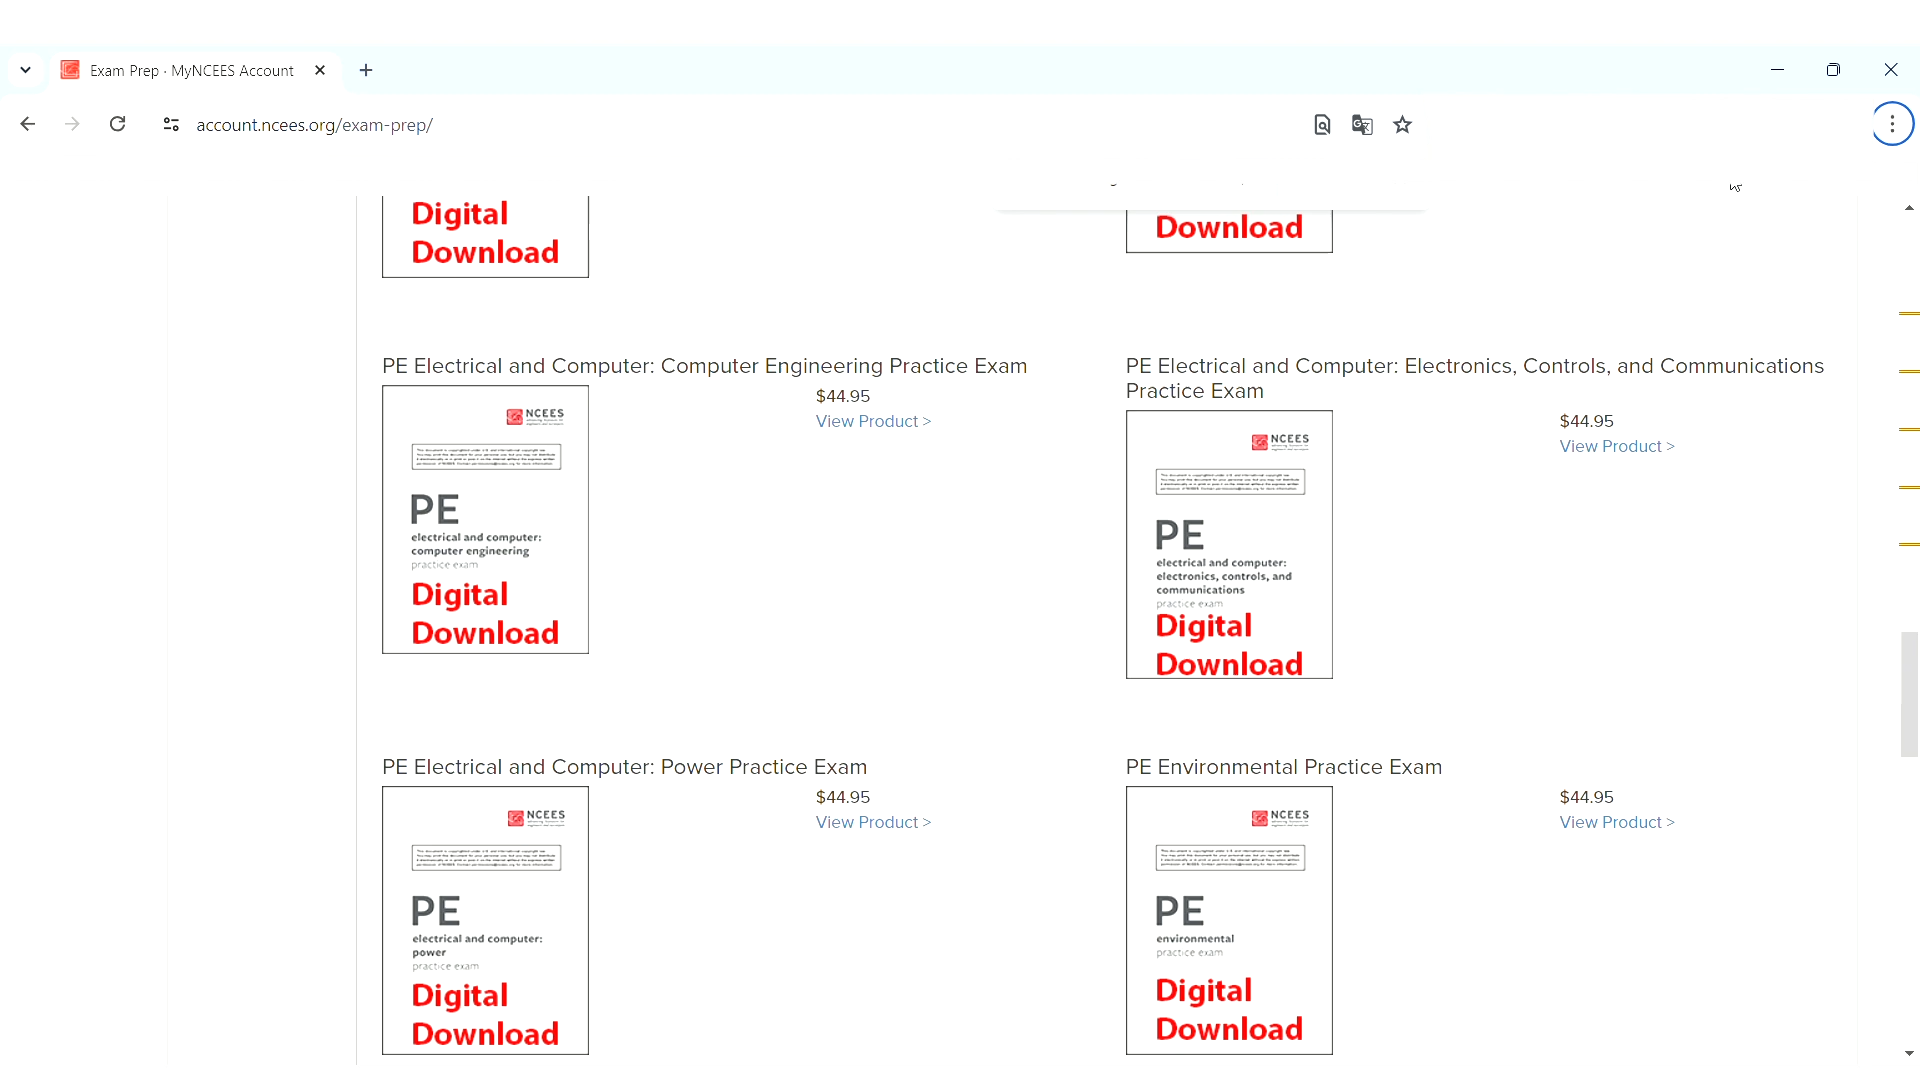 Exam Prep · MyNCEES Account
account.ncees.org/exam-prep/
Digital
Download
Download
PE Electrical and Computer: Computer Engineering Practice Exam
$44.95
View Product >
NCEES
PE
electrical and computer:
computer engineering
practice exam
Digital
Download
PE Electrical and Computer: Electronics, Controls, and Communications
Practice Exam
$44.95
View Product >
NCEES
PE
electrical and computer:
electronics, controls, and
communications
practice exam
Digital
Download
PE Electrical and Computer: Power Practice Exam
$44.95
View Product >
NCEES
PE
electrical and computer:
power
practice exam
Digital
Download
PE Environmental Practice Exam
$44.95
View Product >
NCEES
PE
environmental
practice exam
Digital
Download